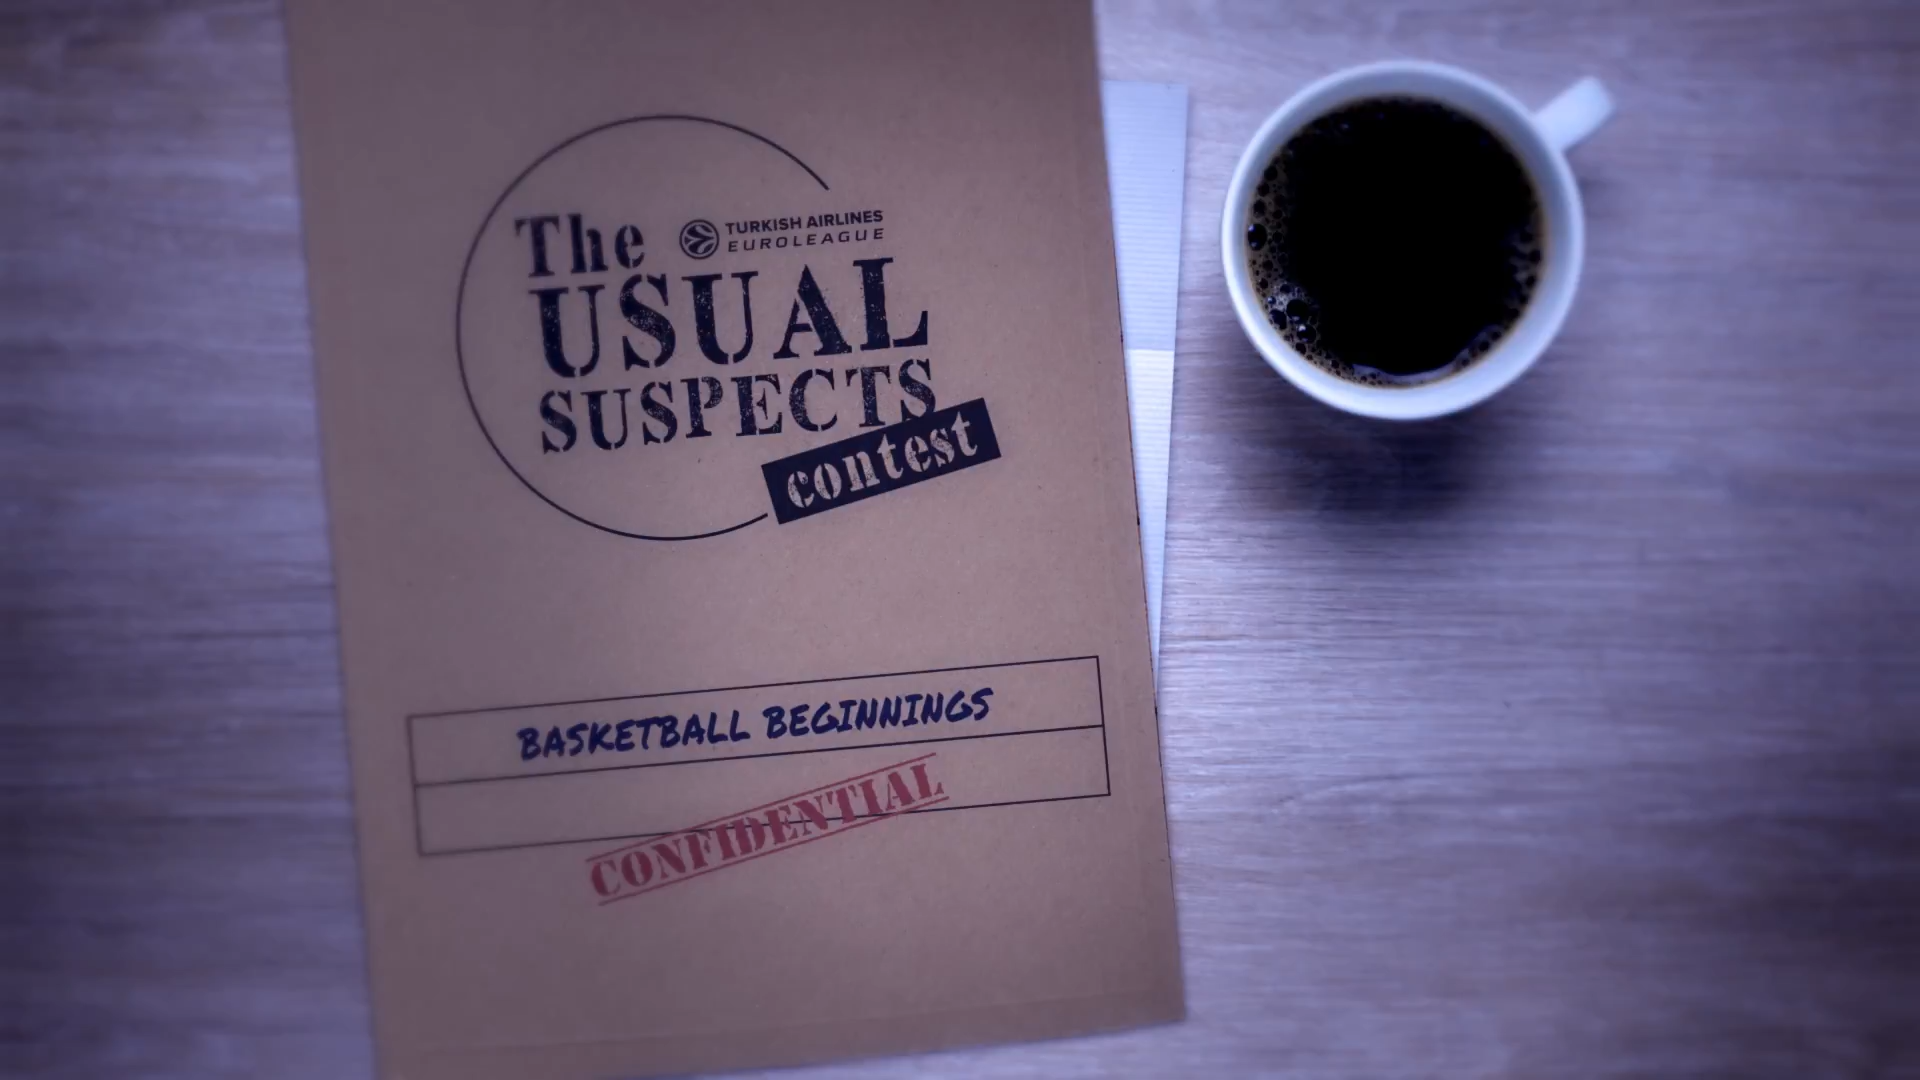 The
TURKISH AIRLINES
EUROLEAGUE
USUAL
SUSPECTS
contest
BASKETBALL BEGINNINGS
CONFIDENTIAL